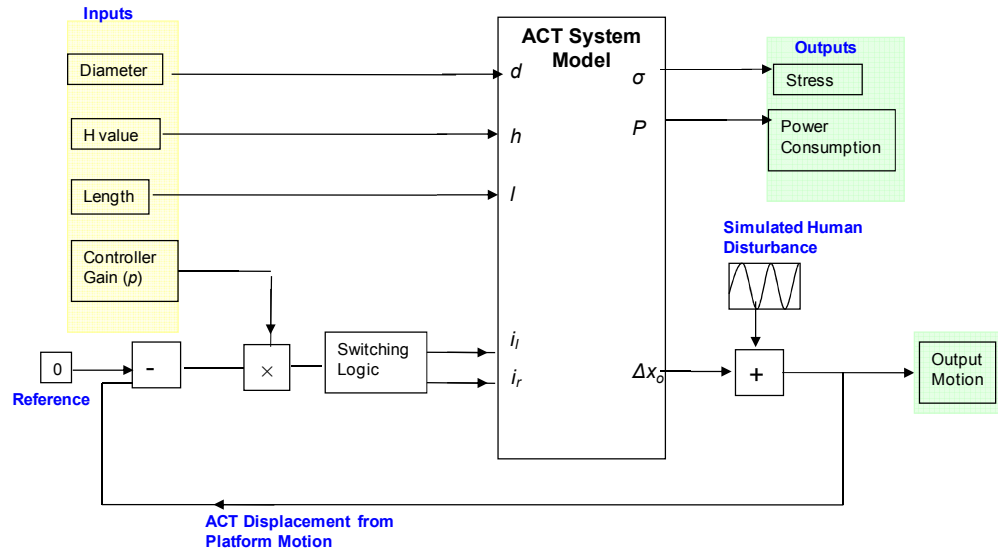 Inputs
Diameter
H value
Length
Controller
Gain (p)
0
Reference
-
×
Switching
Logic
ACT System
Model
d
h
l
i_l
i_r
σ
P
Δx_o
Outputs
Stress
Power
Consumption
Simulated Human
Disturbance
+
Output
Motion
ACT Displacement from
Platform Motion